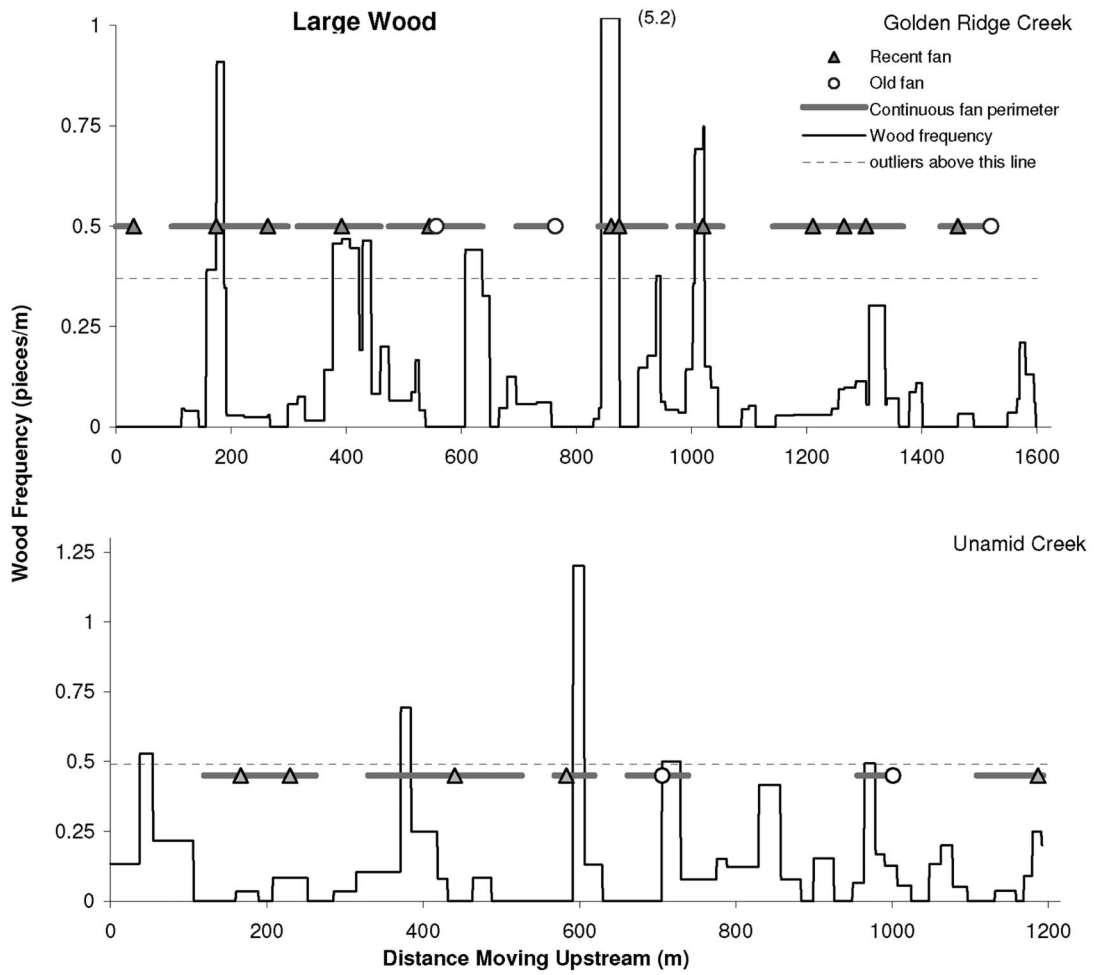 Large Wood
(5.2)
Golden Ridge Creek
Recent fan
Old fan
Continuous fan perimeter
Wood frequency
outliers above this line
1
0.75
0.5
0.25
0
0 200 400 600 800 1000 1200 1400 1600
Wood Frequency (pieces/m)
Unamid Creek
1.25
1
0.75
0.5
0.25
0
0 200 400 600 800 1000 1200
Distance Moving Upstream (m)